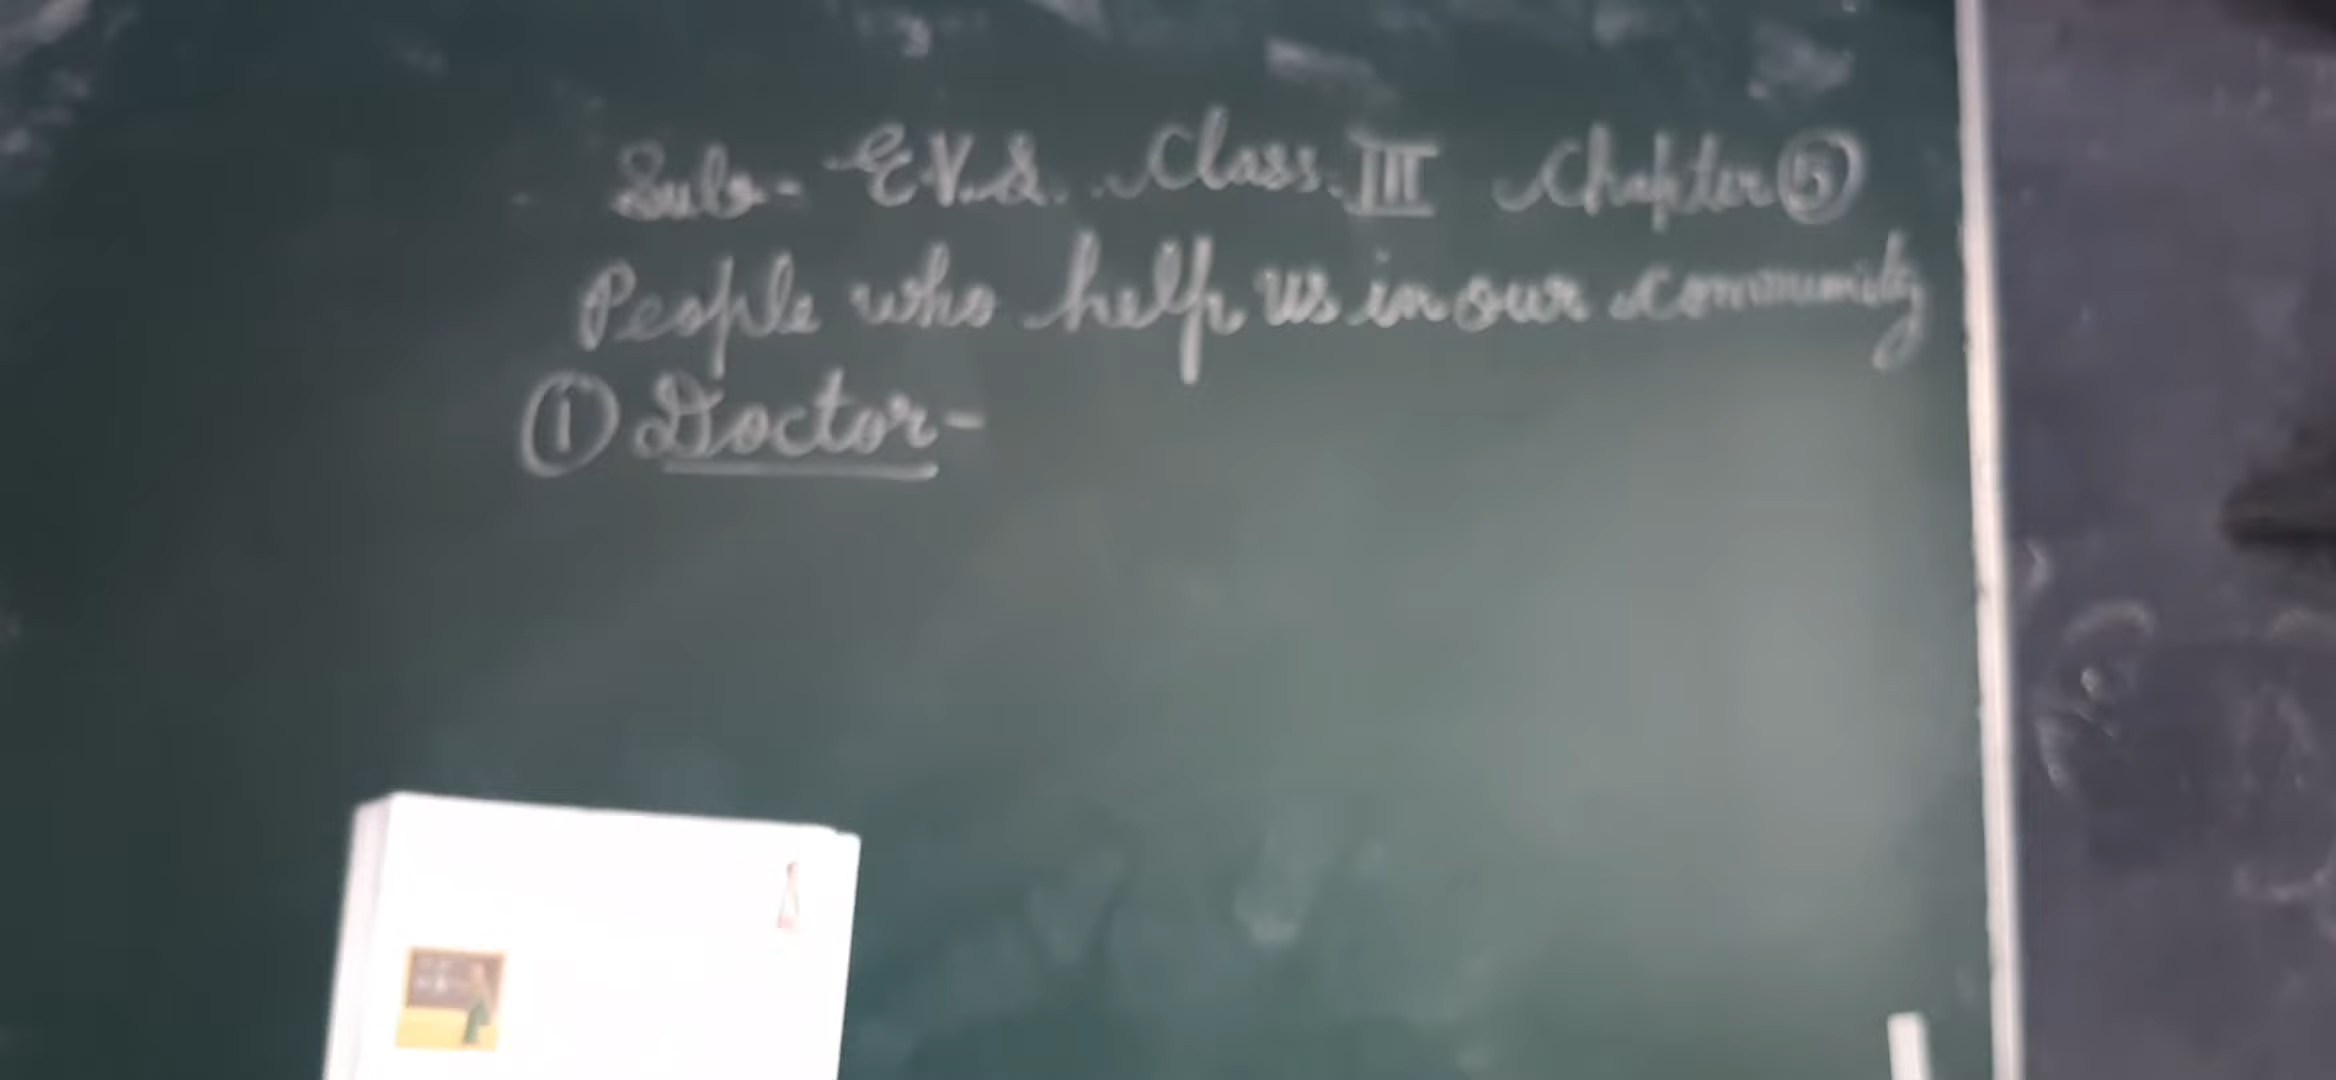 Sub- E.V.S. Class. III Chapter ⑤
People who help us in our community
① Doctor-